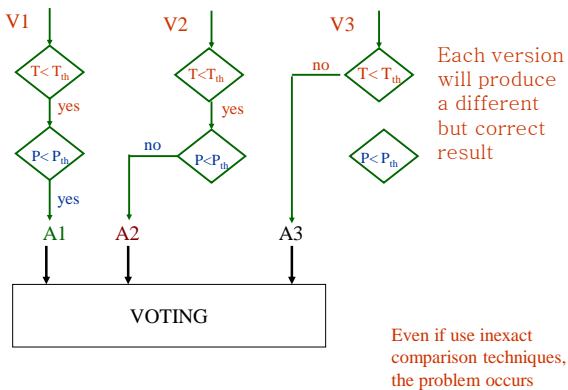 V1
V2
V3
T< Tth
T<Tth
no
T< Tth
yes
yes
P< Pth
no
P<Pth
P< Pth
yes
A1
A2
A3
VOTING
Each version
will produce
a different
but correct
result
Even if use inexact
comparison techniques,
the problem occurs